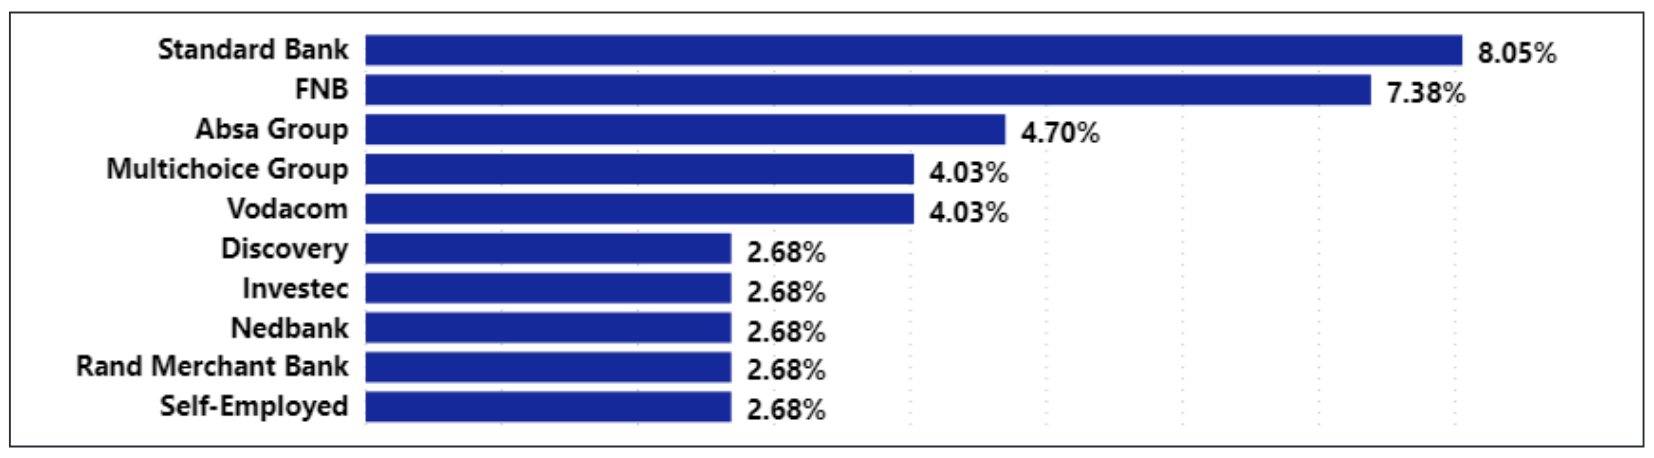 Standard Bank 8.05%
FNB 7.38%
Absa Group 4.70%
Multichoice Group 4.03%
Vodacom 4.03%
Discovery 2.68%
Investec 2.68%
Nedbank 2.68%
Rand Merchant Bank 2.68%
Self-Employed 2.68%